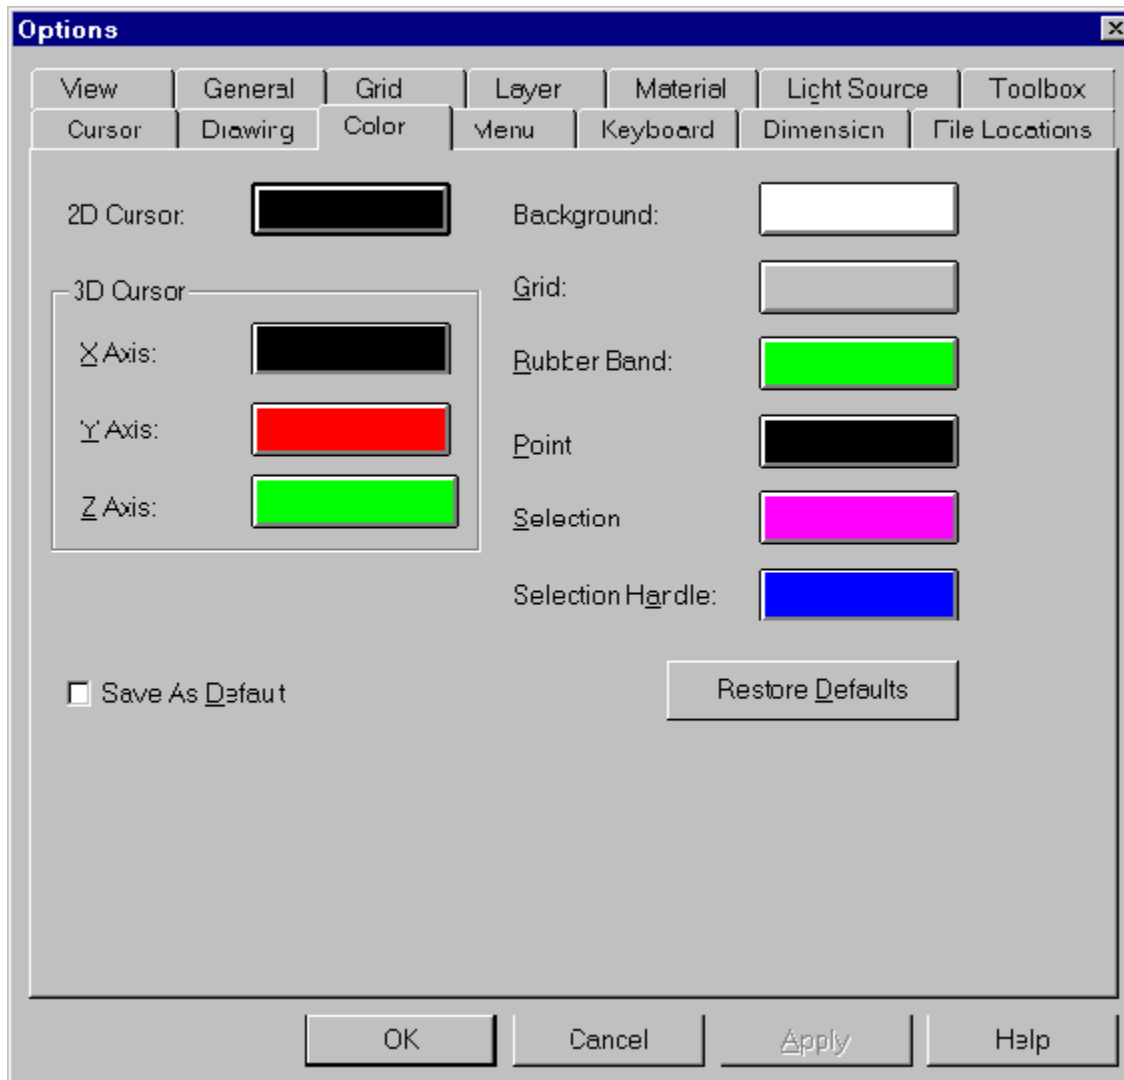 Options
View General Grid Layer Material Light Source Toolbox
Cursor Drawing Color Menu Keyboard Dimension File Locations
2D Cursor: Background:
3D Cursor Grid:
X Axis: Rubber Band:
Y Axis: Point
Z Axis: Selection
Selection Handle:
Save As Default Restore Defaults
OK Cancel Apply Help